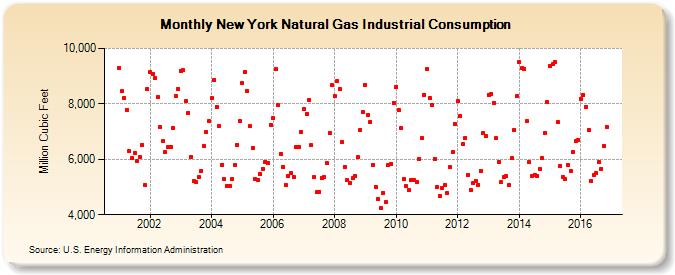 Monthly New York Natural Gas Industrial Consumption
Million Cubic Feet
10,000
8,000
6,000
4,000
2002 2004 2006 2008 2010 2012 2014 2016
Source: U.S. Energy Information Administration